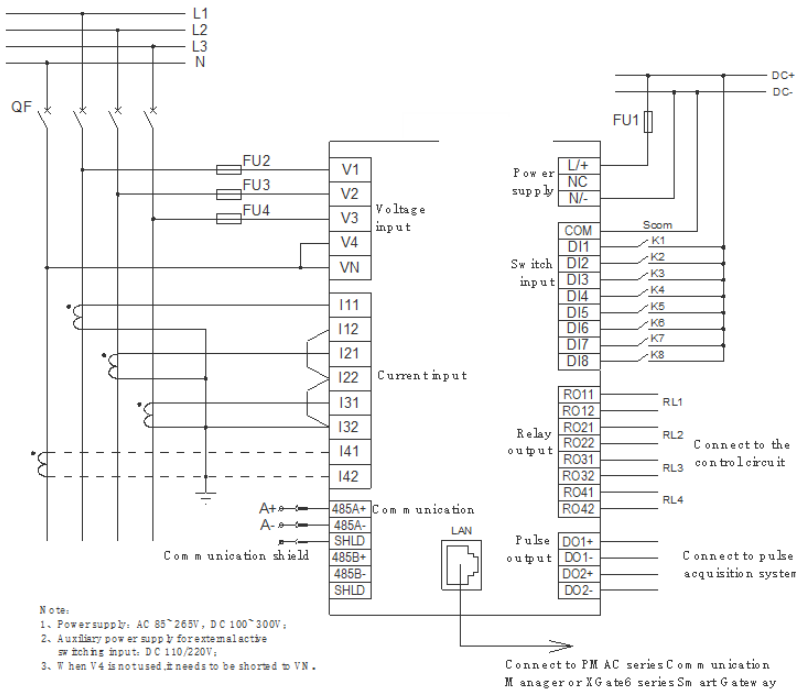 L1
L2
L3
N
DC+
DC-
QF
FU1
FU2
FU3
FU4
V1
V2
V3
V4
VN
Voltage
input
Power
supply
L/+
NC
N/-
COM
DI1
DI2
DI3
DI4
DI5
DI6
DI7
DI8
Switch
input
Scom
K1
K2
K3
K4
K5
K6
K7
K8
I11
I12
I21
I22
I31
I32
I41
I42
Current input
RO11
RO12
RO21
RO22
RO31
RO32
RO41
RO42
Relay
output
RL1
RL2
RL3
RL4
Connect to the
control circuit
A+
A-
485A+
485A-
SHLD
485B+
485B-
SHLD
Communication
Communication shield
LAN
Pulse
output
DO1+
DO1-
DO2+
DO2-
Connect to pulse
acquisition system
Note:
1、Power supply: AC 85~265V, DC 100~300V;
2、Auxiliary power supply for external active
switching input: DC 110/220V;
3、When V4 is not used,it needs to be shorted to VN.
Connect to PMAC series Communication
Manager or XGate6 series Smart Gateway